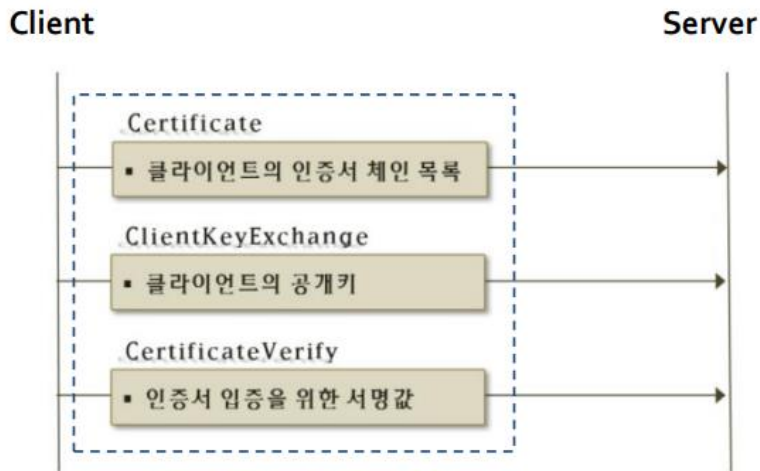 Client
Server
Certificate
▪ 클라이언트의 인증서 체인 목록
ClientKeyExchange
▪ 클라이언트의 공개키
CertificateVerify
▪ 인증서 입증을 위한 서명값